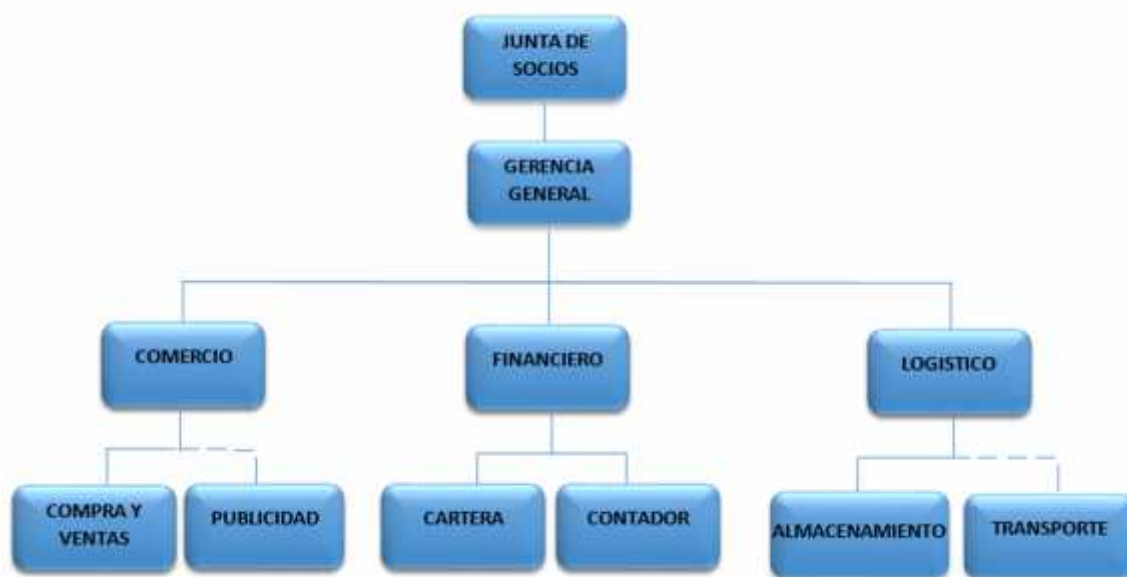 JUNTA DE
SOCIOS
GERENCIA
GENERAL
COMERCIO
FINANCIERO
LOGISTICO
COMPRA Y
VENTAS
PUBLICIDAD
CARTERA
CONTADOR
ALMACENAMIENTO
TRANSPORTE